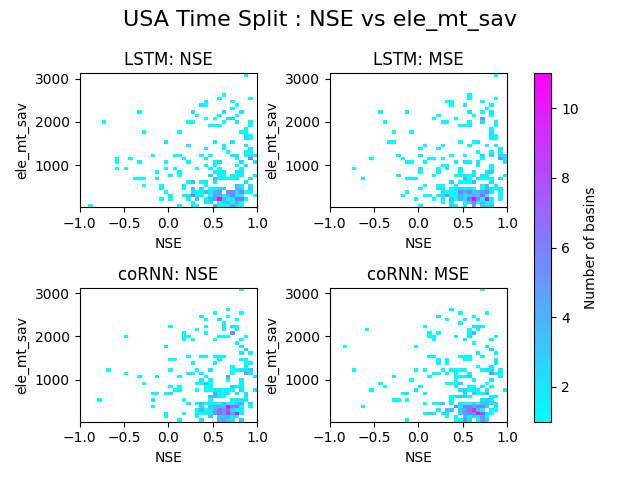 USA Time Split : NSE vs ele_mt_sav
LSTM: NSE
LSTM: MSE
3000
2000
1000
ele_mt_sav
−1.0 −0.5 0.0 0.5 1.0
NSE
3000
2000
1000
ele_mt_sav
−1.0 −0.5 0.0 0.5 1.0
NSE
coRNN: NSE
coRNN: MSE
3000
2000
1000
ele_mt_sav
−1.0 −0.5 0.0 0.5 1.0
NSE
3000
2000
1000
ele_mt_sav
−1.0 −0.5 0.0 0.5 1.0
NSE
10
8
6
4
2
Number of basins